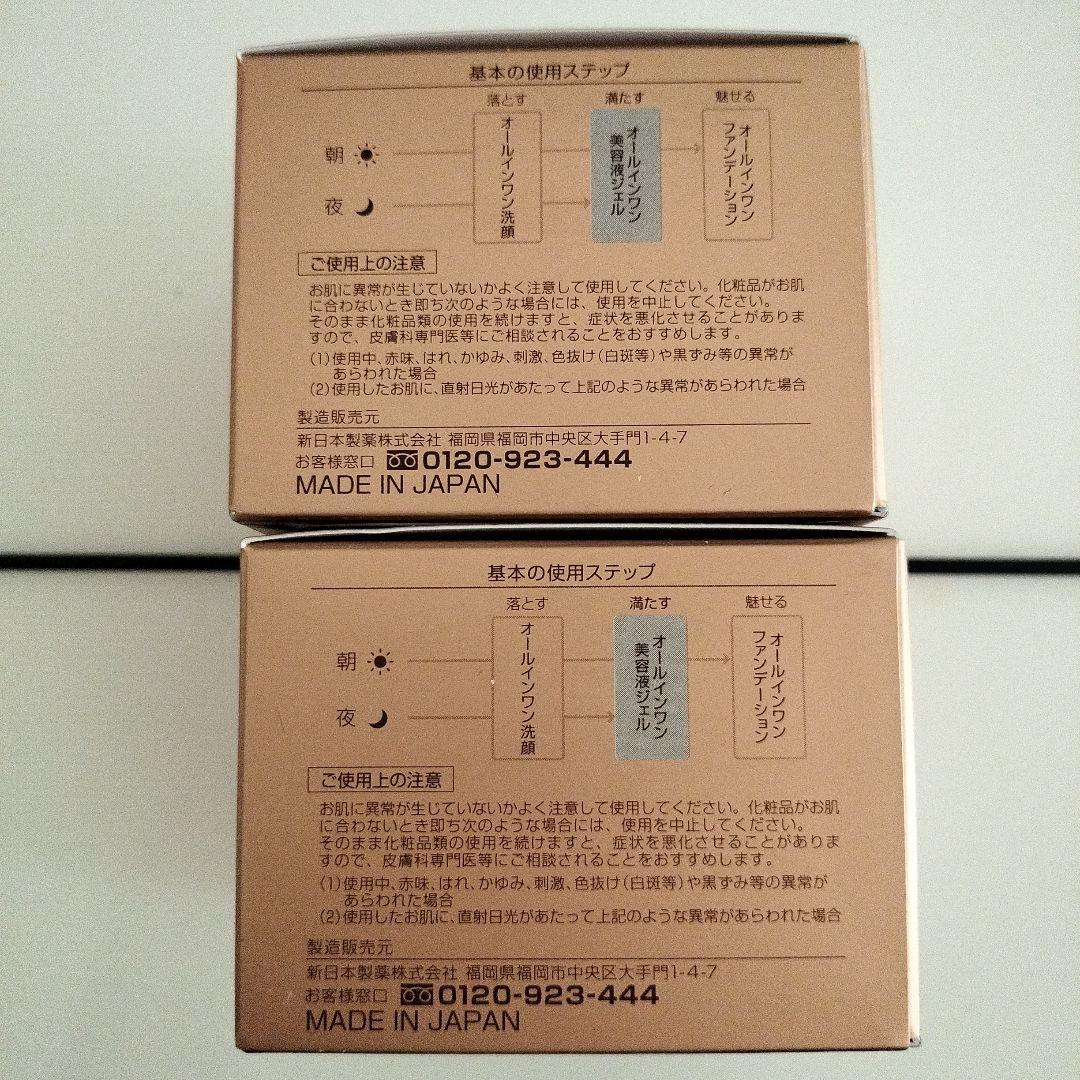 基本の使用ステップ
落とす 満たす 魅せる
朝
夜
オールインワン洗顔
オールインワン
美容液ジェル
オールインワン
ファンデーション
ご使用上の注意
お肌に異常が生じていないかよく注意して使用してください。化粧品がお肌
に合わないとき即ち次のような場合には、使用を中止してください。
そのまま化粧品類の使用を続けますと、症状を悪化させることがありま
すので、皮膚科専門医等にご相談されることをおすすめします。
(1)使用中、赤味、はれ、かゆみ、刺激、色抜け(白斑等)や黒ずみ等の異常が
あらわれた場合
(2)使用したお肌に、直射日光があたって上記のような異常があらわれた場合
製造販売元
新日本製薬株式会社 福岡県福岡市中央区大手門1-4-7
お客様窓口 0120-923-444
MADE IN JAPAN
基本の使用ステップ
落とす 満たす 魅せる
朝
夜
オールインワン洗顔
オールインワン
美容液ジェル
オールインワン
ファンデーション
ご使用上の注意
お肌に異常が生じていないかよく注意して使用してください。化粧品がお肌
に合わないとき即ち次のような場合には、使用を中止してください。
そのまま化粧品類の使用を続けますと、症状を悪化させることがありま
すので、皮膚科専門医等にご相談されることをおすすめします。
(1)使用中、赤味、はれ、かゆみ、刺激、色抜け(白斑等)や黒ずみ等の異常が
あらわれた場合
(2)使用したお肌に、直射日光があたって上記のような異常があらわれた場合
製造販売元
新日本製薬株式会社 福岡県福岡市中央区大手門1-4-7
お客様窓口 0120-923-444
MADE IN JAPAN